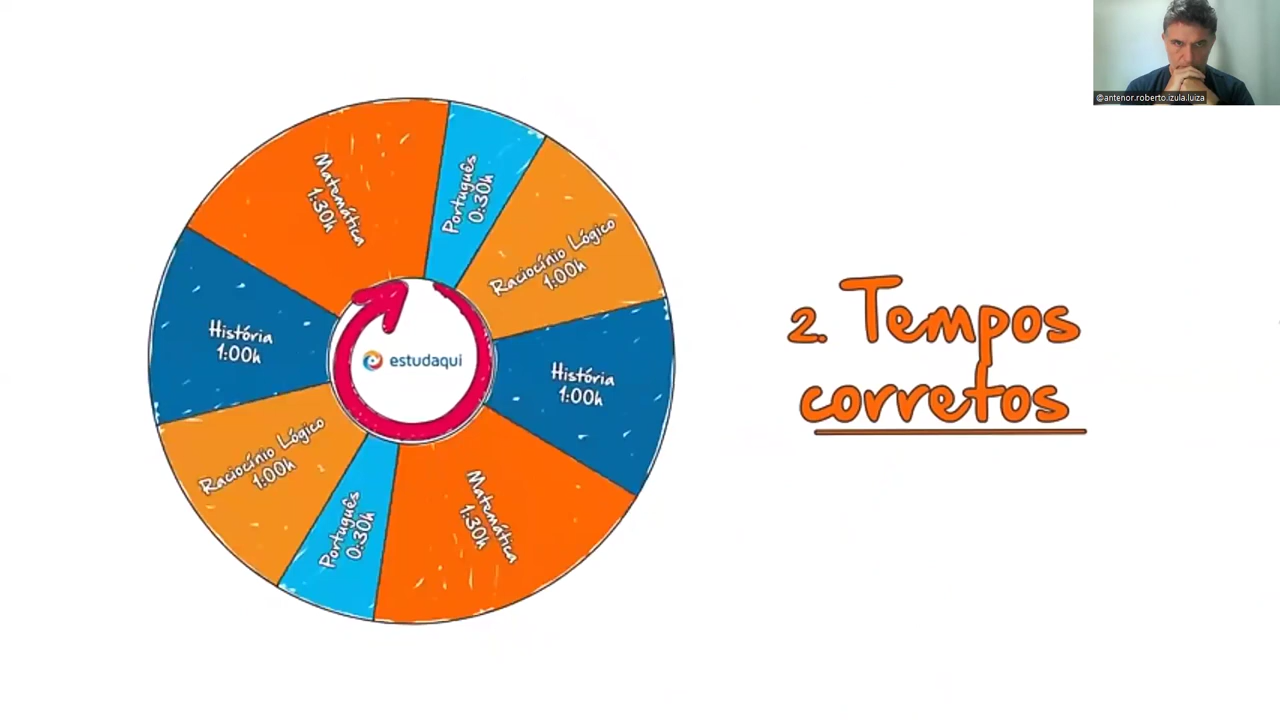 @antenor.roberto.izula.luiza
Matemática
1:30h
Português
0:30h
Raciocínio Lógico
1:00h
História
1:00h
História
1:00h
estudaqui
Raciocínio Lógico
1:00h
Português
0:30h
Matemática
1:30h
2. Tempos
corretos